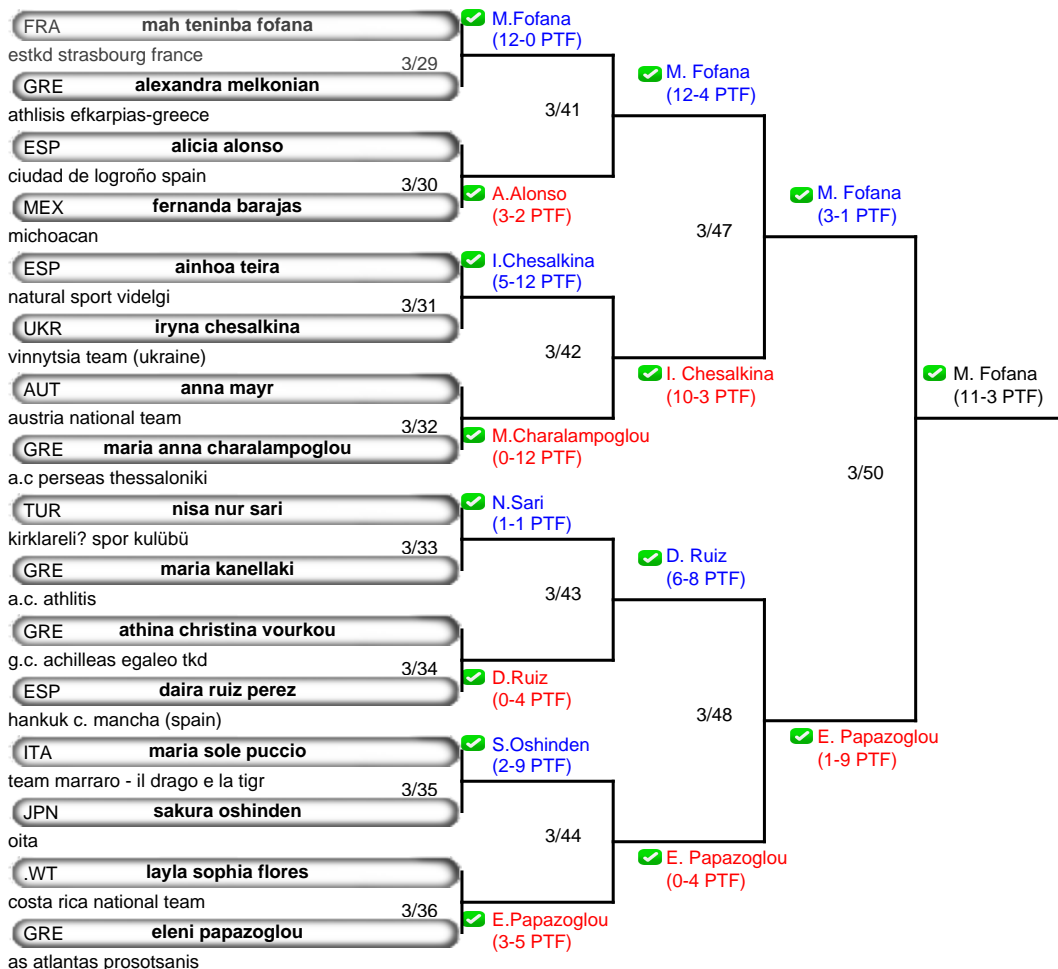 FRA mah teninba fofana
estkd strasbourg france
3/29
GRE alexandra melkonian
athlisis efkarpias-greece
ESP alicia alonso
ciudad de logroño spain
3/30
MEX fernanda barajas
michoacan
ESP ainhoa teira
natural sport videlgi
3/31
UKR iryna chesalkina
vinnytsia team (ukraine)
AUT anna mayr
austria national team
3/32
GRE maria anna charalampoglou
a.c perseas thessaloniki
TUR nisa nur sari
kirklareli? spor kulübü
3/33
GRE maria kanellaki
a.c. athlitis
GRE athina christina vourkou
g.c. achilleas egaleo tkd
3/34
ESP daira ruiz perez
hankuk c. mancha (spain)
ITA maria sole puccio
team marraro - il drago e la tigr
3/35
JPN sakura oshinden
oita
.WT layla sophia flores
costa rica national team
3/36
GRE eleni papazoglou
as atlantas prosotsanis
M.Fofana
(12-0 PTF)
3/41
A.Alonso
(3-2 PTF)
I.Chesalkina
(5-12 PTF)
3/42
M.Charalampoglou
(0-12 PTF)
N.Sari
(1-1 PTF)
3/43
D.Ruiz
(0-4 PTF)
S.Oshinden
(2-9 PTF)
3/44
E.Papazoglou
(3-5 PTF)
M. Fofana
(12-4 PTF)
3/47
I. Chesalkina
(10-3 PTF)
D. Ruiz
(6-8 PTF)
3/48
E. Papazoglou
(0-4 PTF)
M. Fofana
(3-1 PTF)
3/50
E. Papazoglou
(1-9 PTF)
M. Fofana
(11-3 PTF)